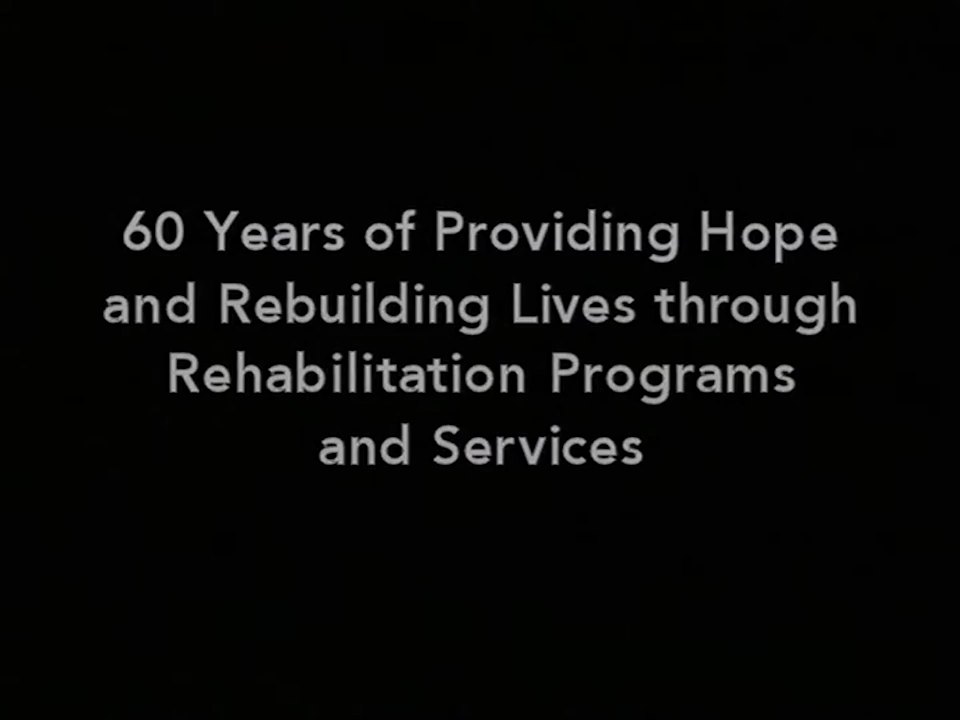 60 Years of Providing Hope
and Rebuilding Lives through
Rehabilitation Programs
and Services